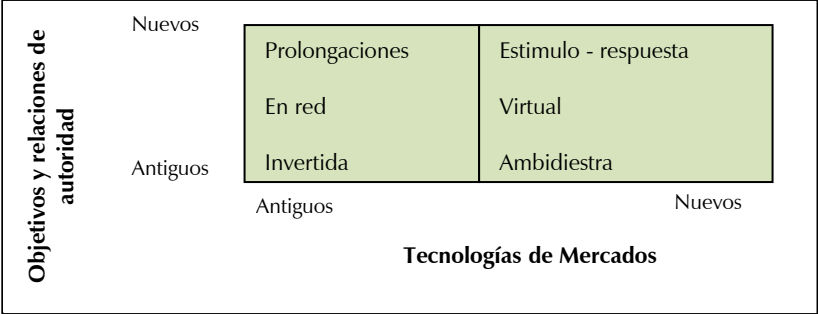 Objetivos y relaciones de
autoridad
Nuevos
Prolongaciones
Estimulo - respuesta
En red
Virtual
Antiguos
Invertida
Ambidiestra
Antiguos
Nuevos
Tecnologías de Mercados